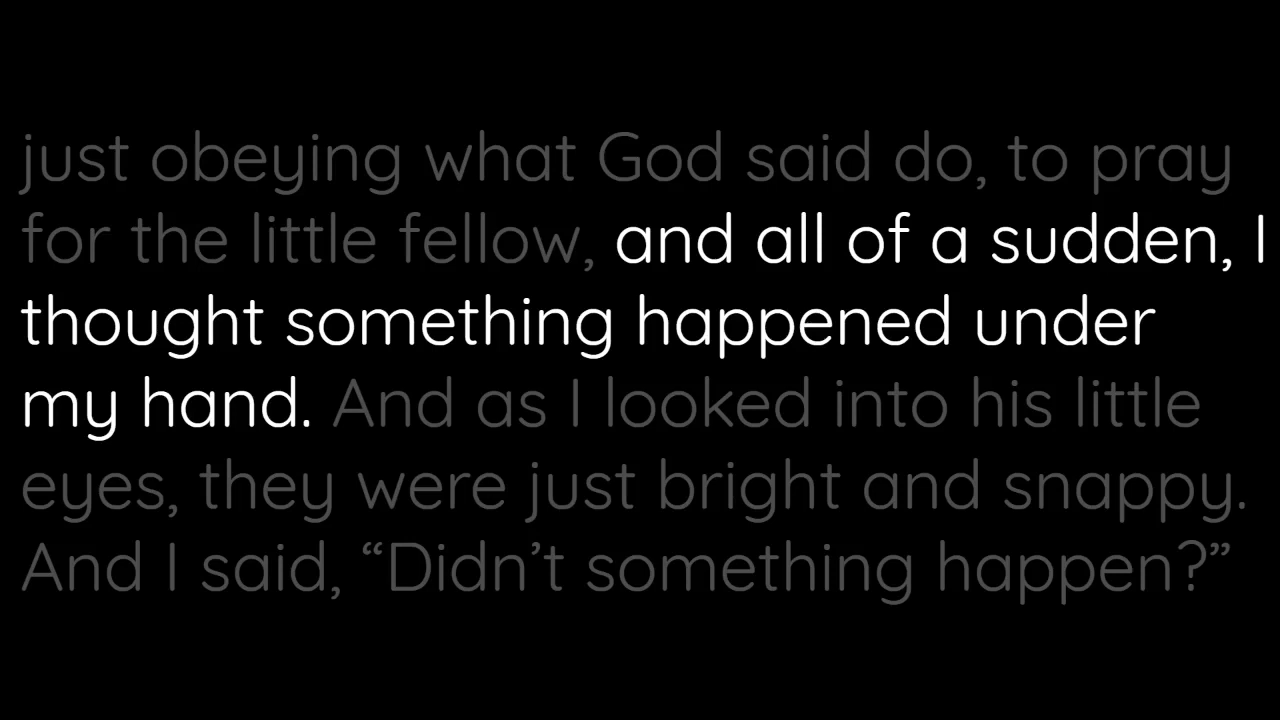 just obeying what God said do, to pray
for the little fellow, and all of a sudden, I
thought something happened under
my hand. And as I looked into his little
eyes, they were just bright and snappy.
And I said, “Didn’t something happen?”